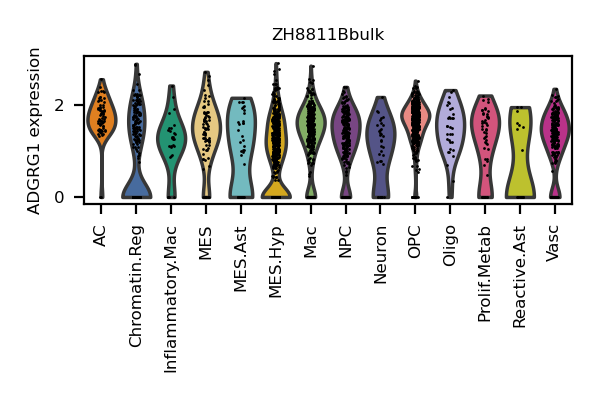 ZH8811Bbulk
ADGRG1 expression
2
0
AC
Chromatin.Reg
Inflammatory.Mac
MES
MES.Ast
MES.Hyp
Mac
NPC
Neuron
OPC
Oligo
Prolif.Metab
Reactive.Ast
Vasc